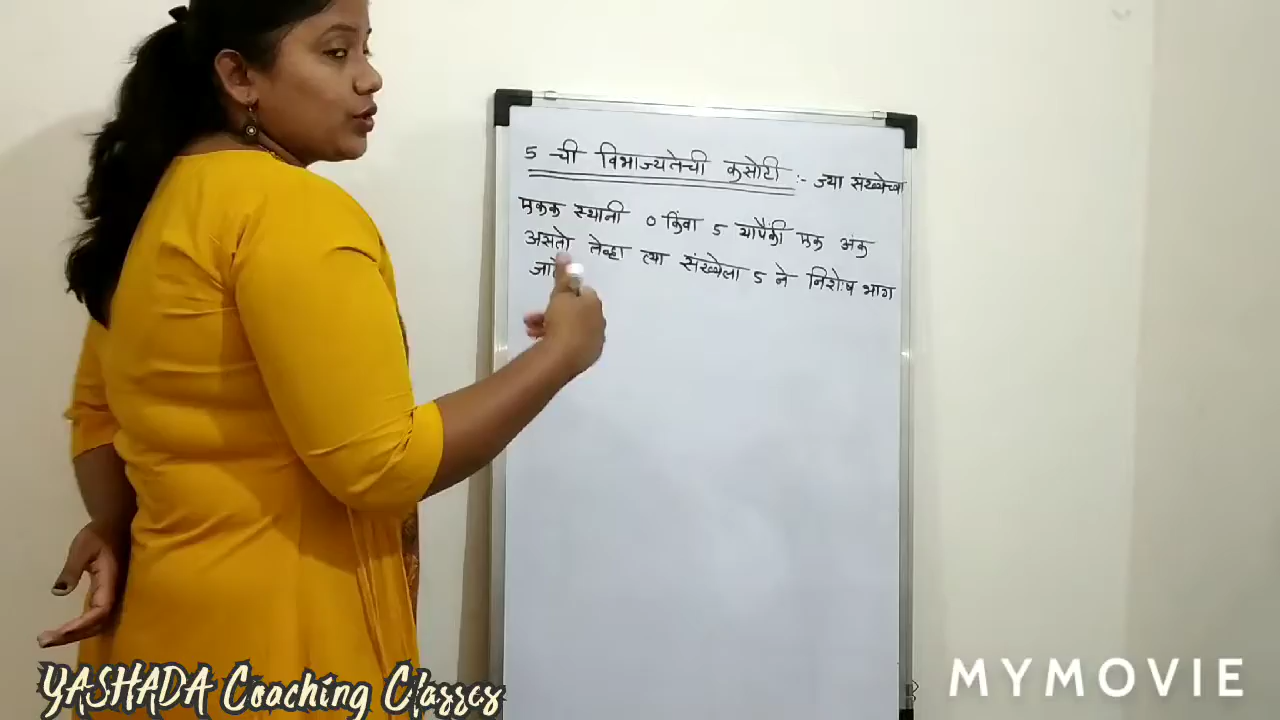 5 ची विभाज्यतेची कसोटी :- ज्या संख्येच्या
एकक स्थानी 0 किंवा 5 यापैकी एक अंक
असतो तेव्हा त्या संख्येला 5 ने निशेःष भाग
YASHADA Coaching Classes
MYMOVIE